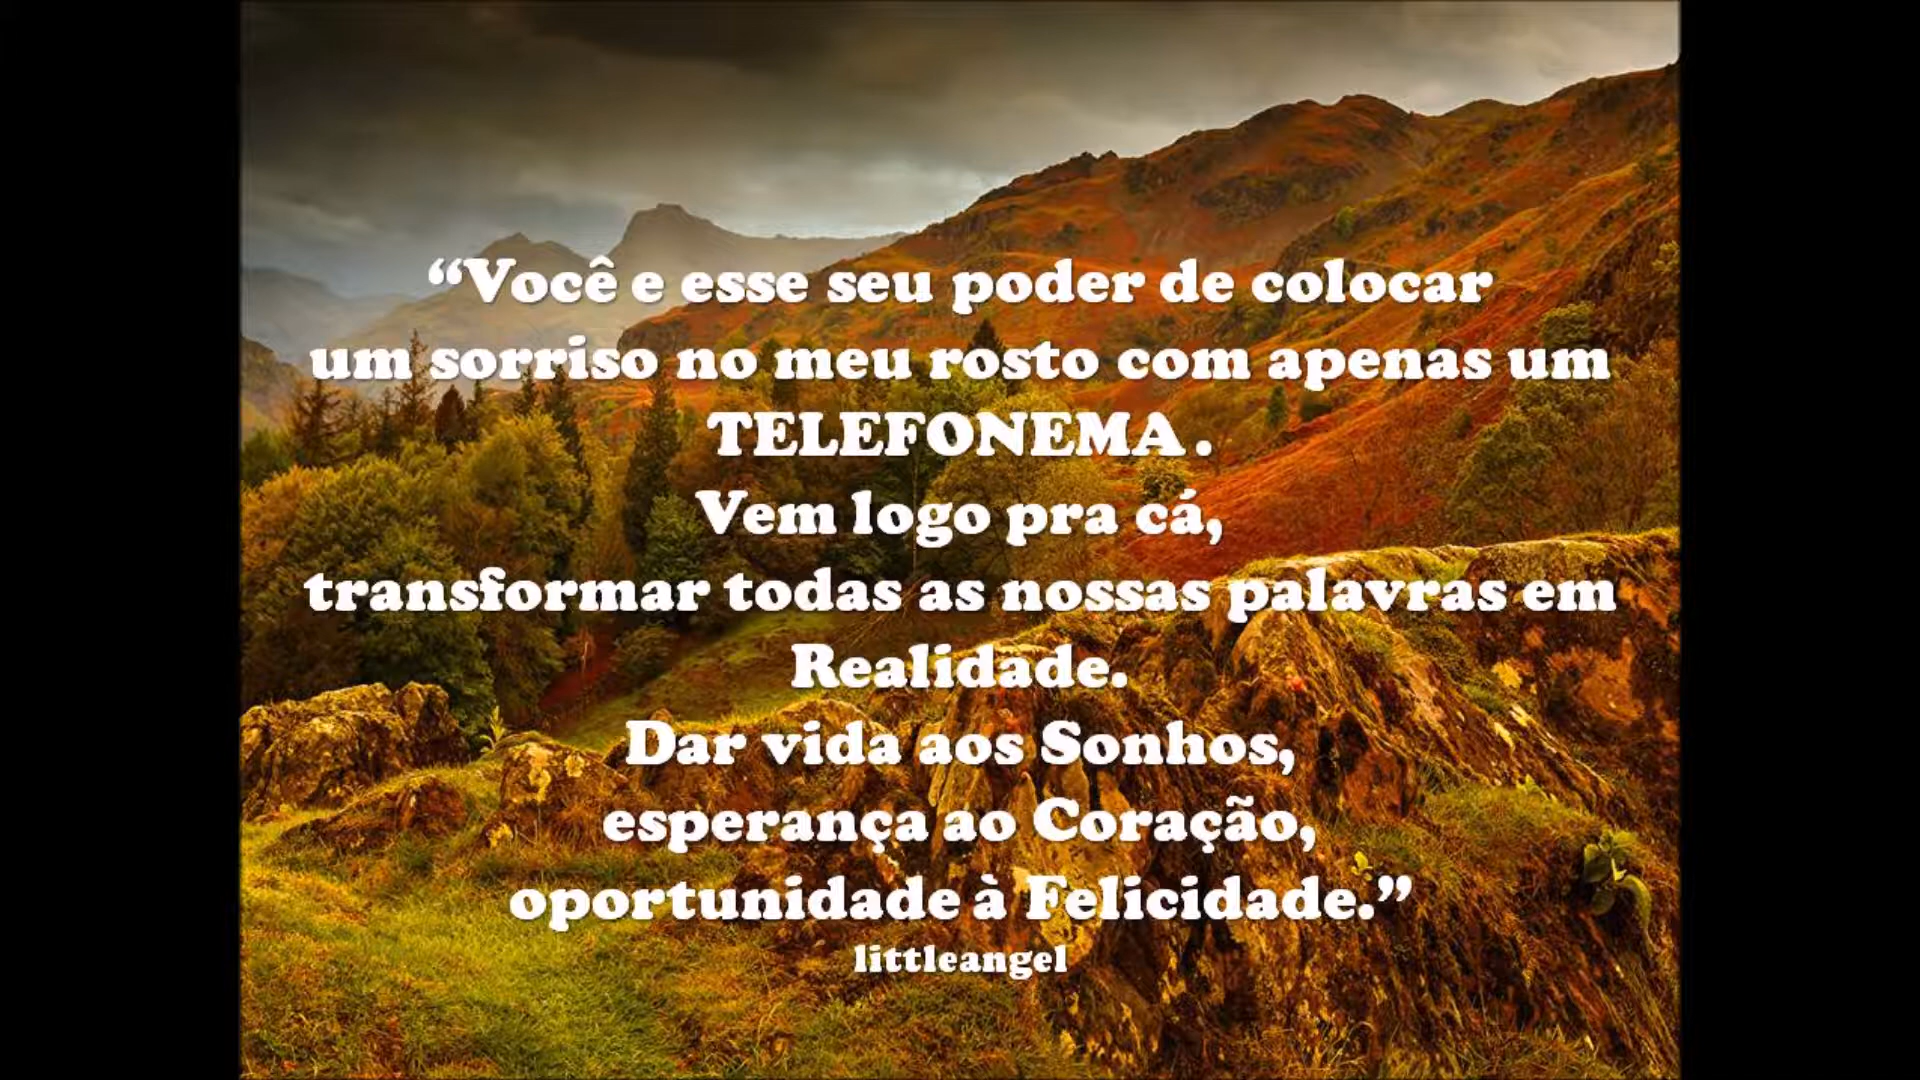 “Você e esse seu poder de colocar
um sorriso no meu rosto com apenas um
TELEFONEMA .
Vem logo pra cá,
transformar todas as nossas palavras em
Realidade.
Dar vida aos Sonhos,
esperança ao Coração,
oportunidade à Felicidade.”
littleangel